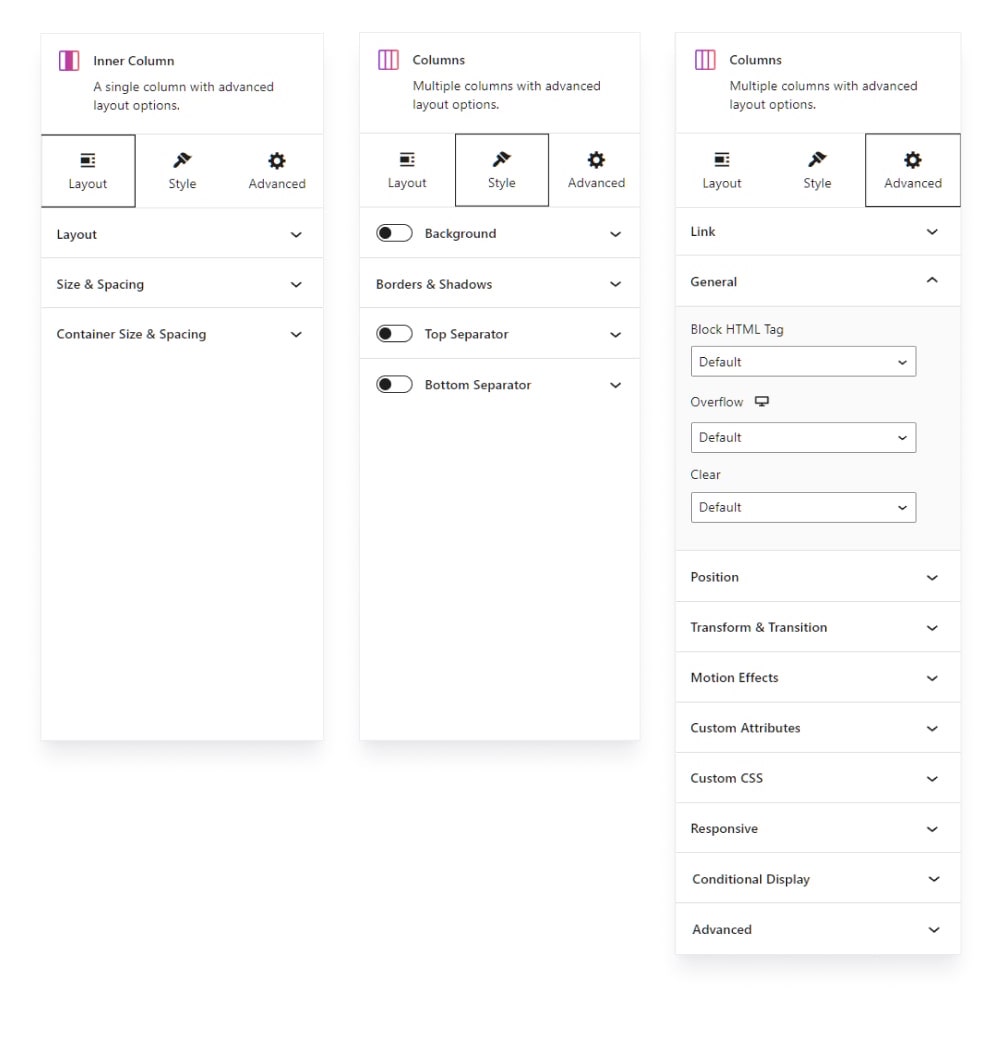 Inner Column
A single column with advanced
layout options.
Layout
Style
Advanced
Layout
Size & Spacing
Container Size & Spacing
Columns
Multiple columns with advanced
layout options.
Layout
Style
Advanced
Background
Borders & Shadows
Top Separator
Bottom Separator
Columns
Multiple columns with advanced
layout options.
Layout
Style
Advanced
Link
General
Block HTML Tag
Default
Overflow
Default
Clear
Default
Position
Transform & Transition
Motion Effects
Custom Attributes
Custom CSS
Responsive
Conditional Display
Advanced